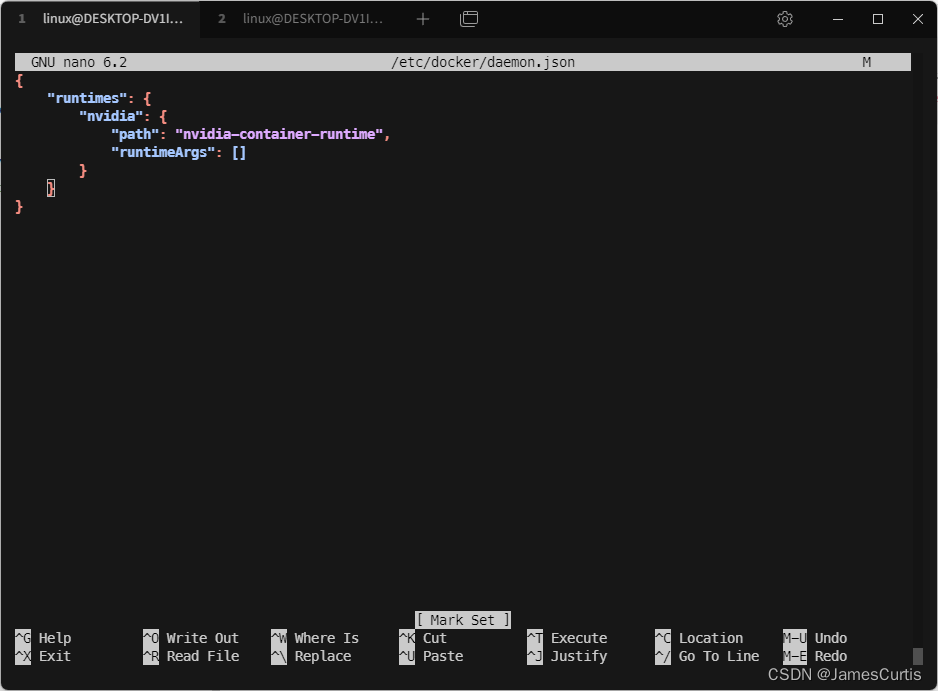 1 linux@DESKTOP-DV1I... 2 linux@DESKTOP-DV1I...
GNU nano 6.2 /etc/docker/daemon.json M
{
    "runtimes": {
        "nvidia": {
            "path": "nvidia-container-runtime",
            "runtimeArgs": []
        }
    }
}
[ Mark Set ]
^G Help ^O Write Out ^W Where Is ^K Cut ^T Execute ^C Location M-U Undo
^X Exit ^R Read File ^\ Replace ^U Paste ^J Justify ^/ Go To Line M-E Redo
CSDN @JamesCurtis